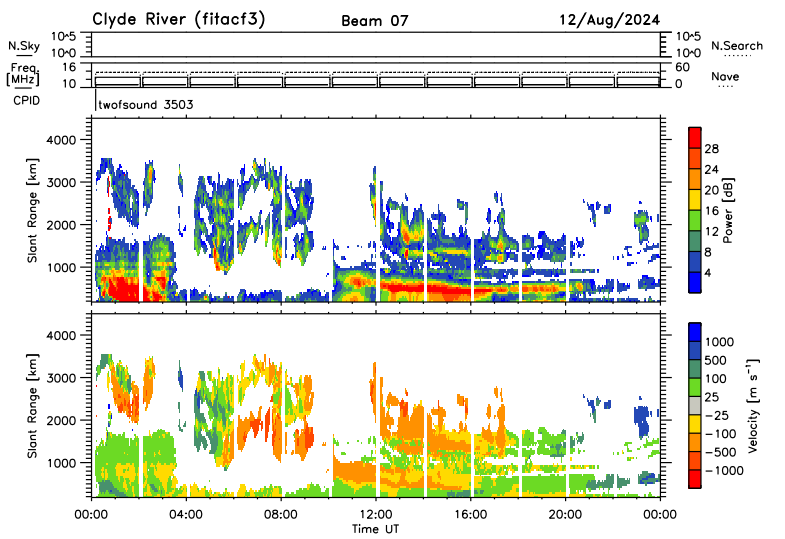 Clyde River (fitacf3) Beam 07 12/Aug/2024
N.Sky 10^5 10^0 10^5 10^0 N.Search
Freq. [MHz] 16 10 60 0 Nave
CPID twofsound 3503
Slant Range [km] 4000 3000 2000 1000
28 24 20 16 12 8 4 Power [dB]
Slant Range [km] 4000 3000 2000 1000
1000 500 100 25 −25 −100 −500 −1000 Velocity [m s⁻¹]
00:00 04:00 08:00 12:00 16:00 20:00 00:00
Time UT